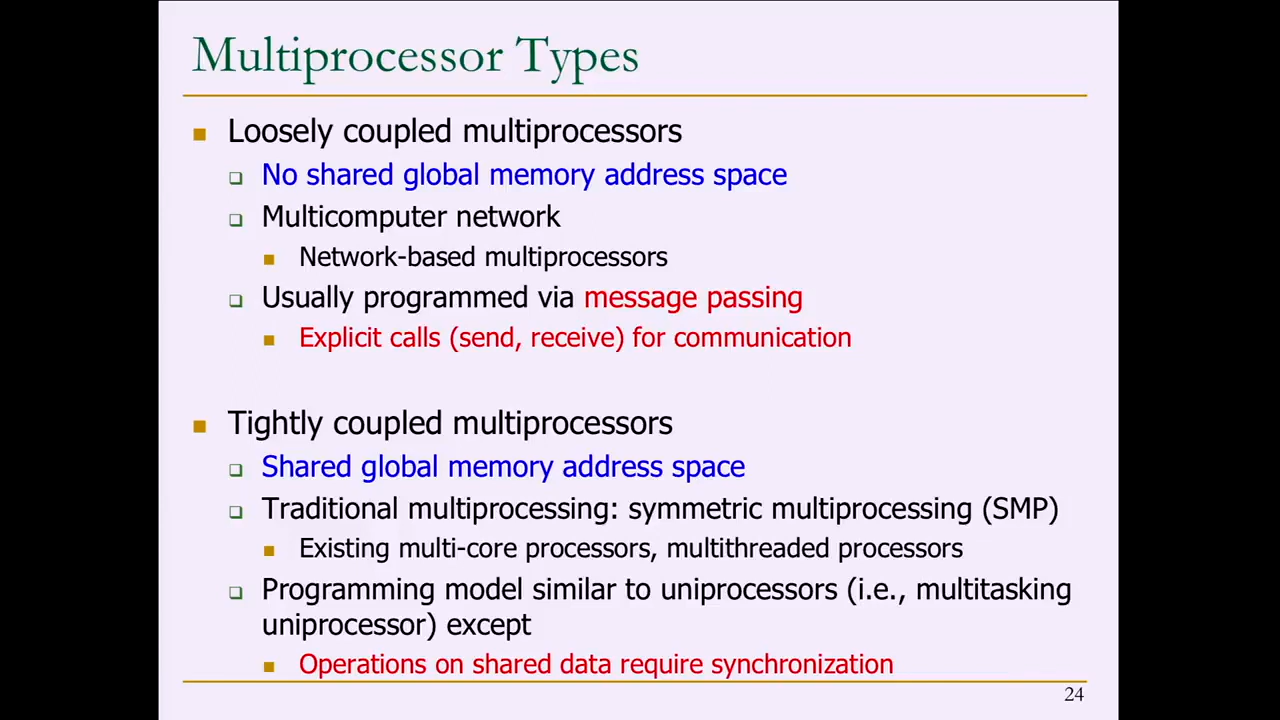 Multiprocessor Types
Loosely coupled multiprocessors
No shared global memory address space
Multicomputer network
Network-based multiprocessors
Usually programmed via message passing
Explicit calls (send, receive) for communication
Tightly coupled multiprocessors
Shared global memory address space
Traditional multiprocessing: symmetric multiprocessing (SMP)
Existing multi-core processors, multithreaded processors
Programming model similar to uniprocessors (i.e., multitasking
uniprocessor) except
Operations on shared data require synchronization
24